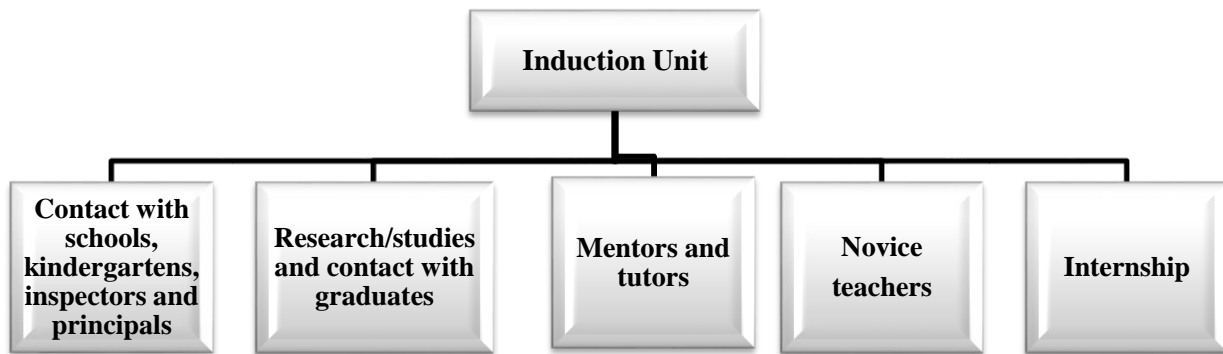 Induction Unit
Contact with
schools,
kindergartens,
inspectors and
principals
Research/studies
and contact with
graduates
Mentors and
tutors
Novice
teachers
Internship